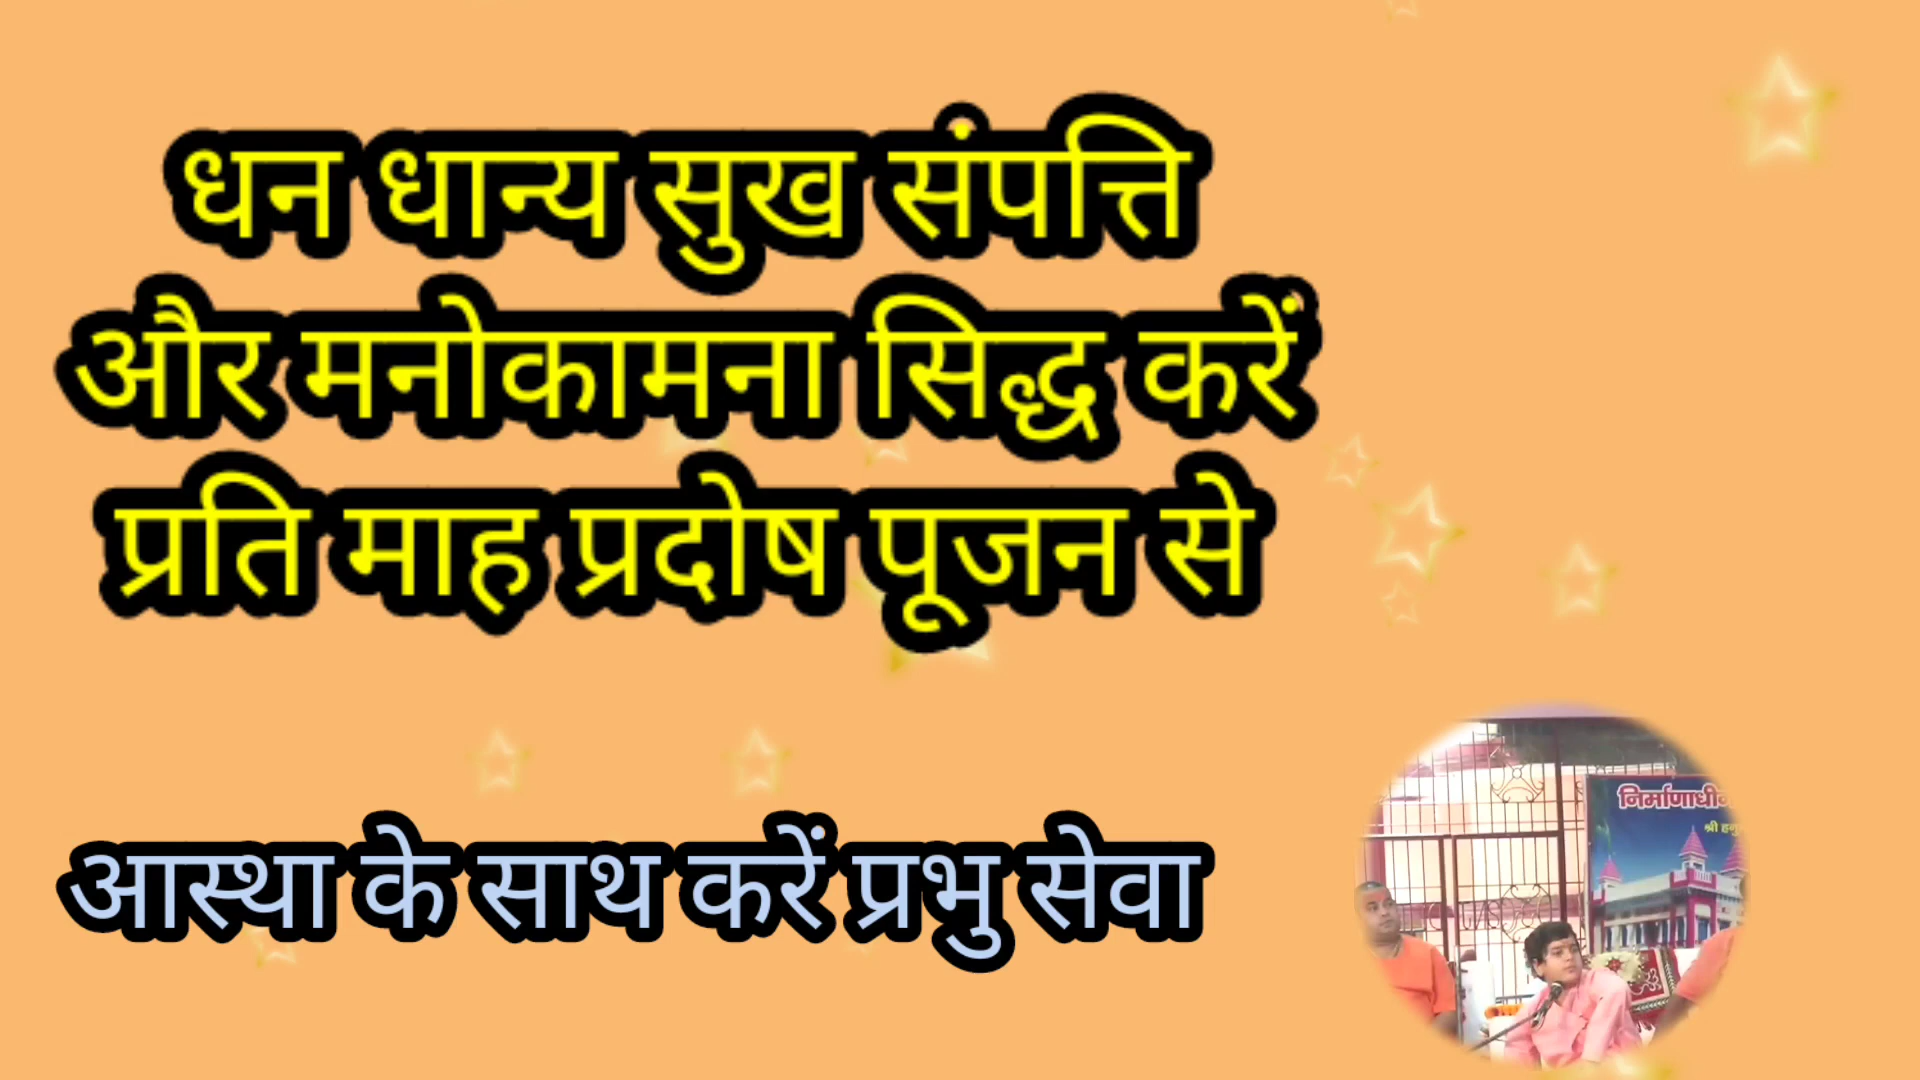 धन धान्य सुख संपत्ति
और मनोकामना सिद्ध करें
प्रति माह प्रदोष पूजन से
आस्था के साथ करें प्रभु सेवा
श्री